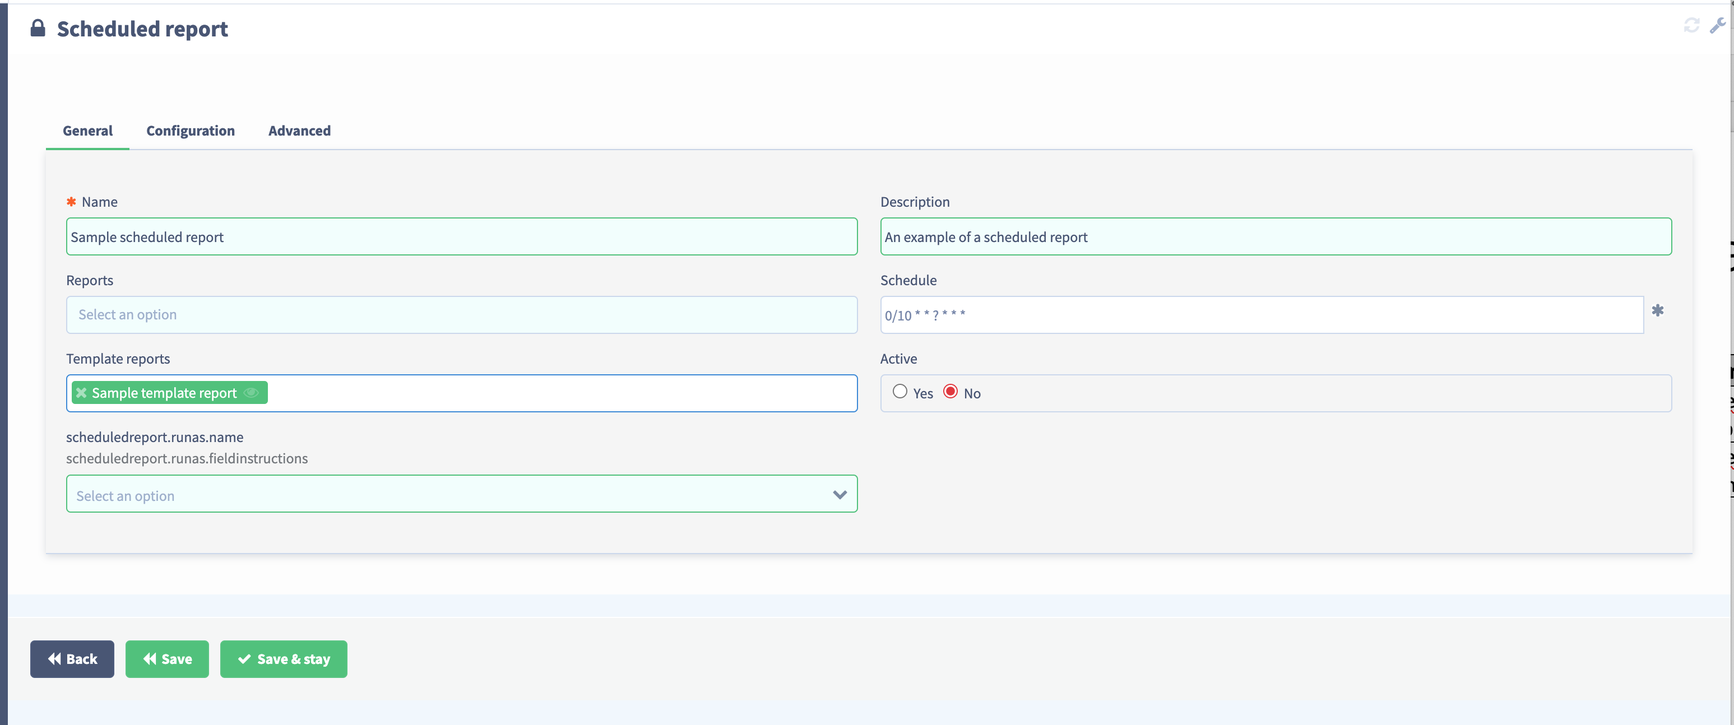 Scheduled report
General Configuration Advanced
✱ Name
Sample scheduled report
Description
An example of a scheduled report
Reports
Select an option
Schedule
0/10 * * ? * * *
Template reports
Sample template report
Active
Yes No
scheduledreport.runas.name
scheduledreport.runas.fieldinstructions
Select an option
Back Save Save & stay